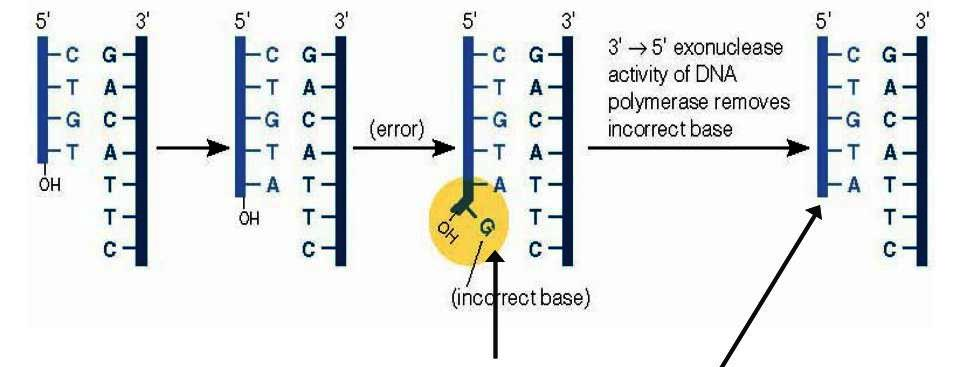 5' 3' 5' 3' 5' 3' 5' 3'
C G C G C G C G
T A T A T A T A
G C G C G C G C
T A T A T A T A
OH T A T A T A T
T OH T T T
C C G C C
OH
(error)
(incorrect base)
3' → 5' exonuclease
activity of DNA
polymerase removes
incorrect base